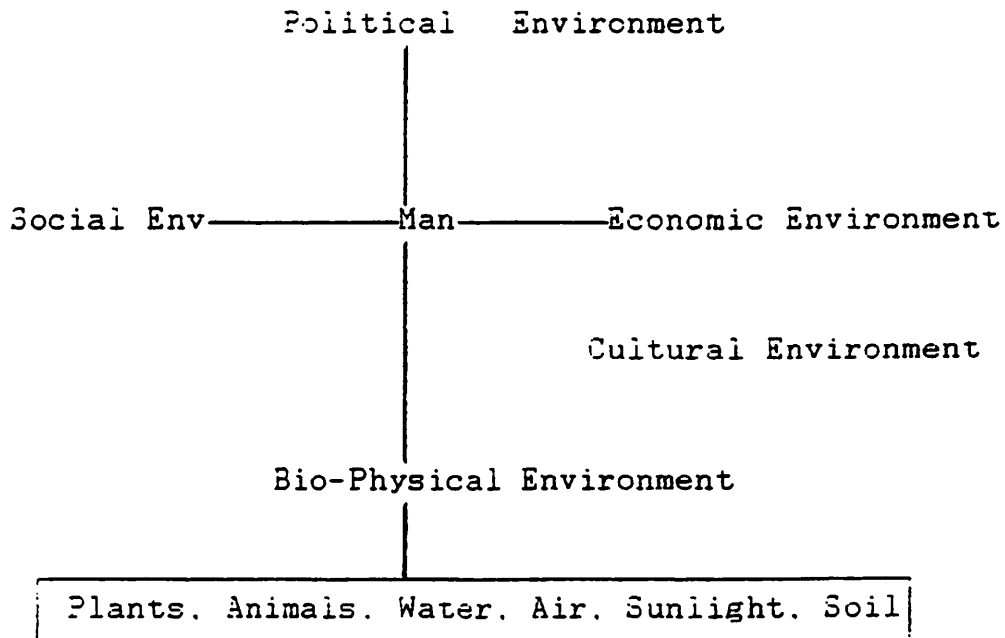 Political Environment
Social Env Man Economic Environment
Cultural Environment
Bio-Physical Environment
Plants. Animals. Water, Air, Sunlight. Soil